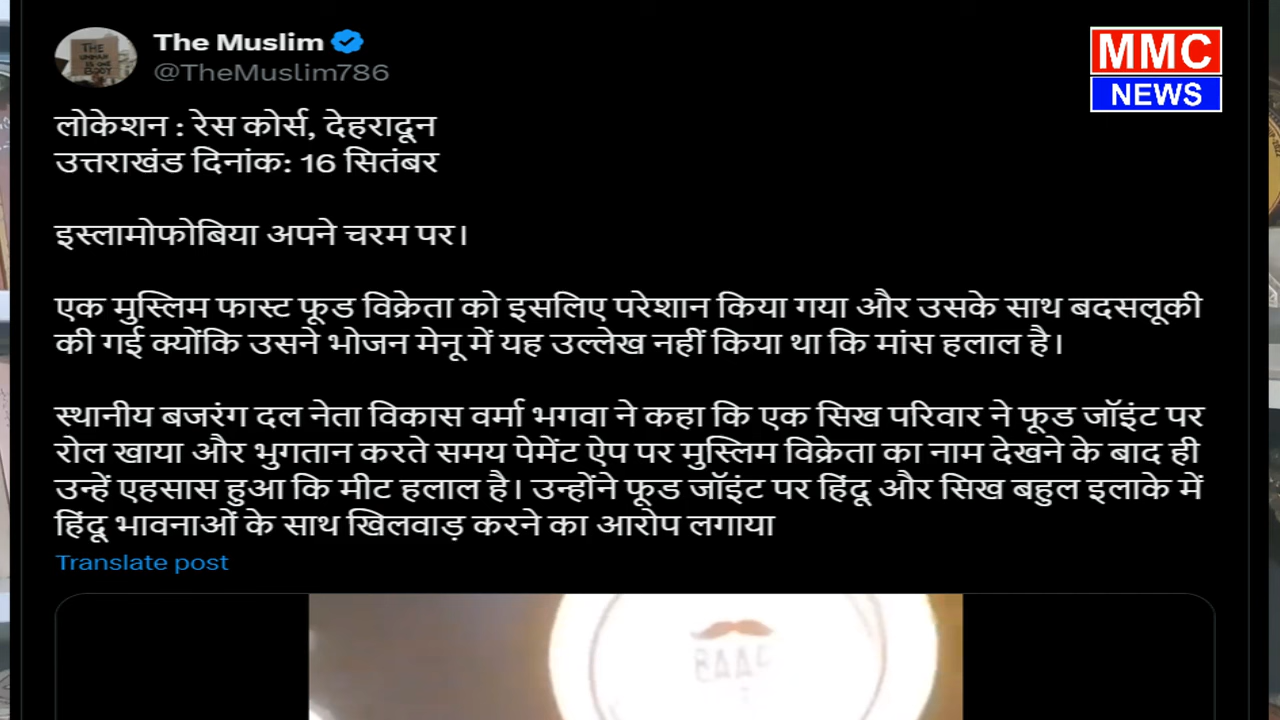 The Muslim
@TheMuslim786
MMC
NEWS
लोकेशन : रेस कोर्स, देहरादून
उत्तराखंड दिनांक: 16 सितंबर
इस्लामोफोबिया अपने चरम पर।
एक मुस्लिम फास्ट फूड विक्रेता को इसलिए परेशान किया गया और उसके साथ बदसलूकी
की गई क्योंकि उसने भोजन मेनू में यह उल्लेख नहीं किया था कि मांस हलाल है।
स्थानीय बजरंग दल नेता विकास वर्मा भगवा ने कहा कि एक सिख परिवार ने फूड जॉइंट पर
रोल खाया और भुगतान करते समय पेमेंट ऐप पर मुस्लिम विक्रेता का नाम देखने के बाद ही
उन्हें एहसास हुआ कि मीट हलाल है। उन्होंने फूड जॉइंट पर हिंदू और सिख बहुल इलाके में
हिंदू भावनाओं के साथ खिलवाड़ करने का आरोप लगाया
Translate post